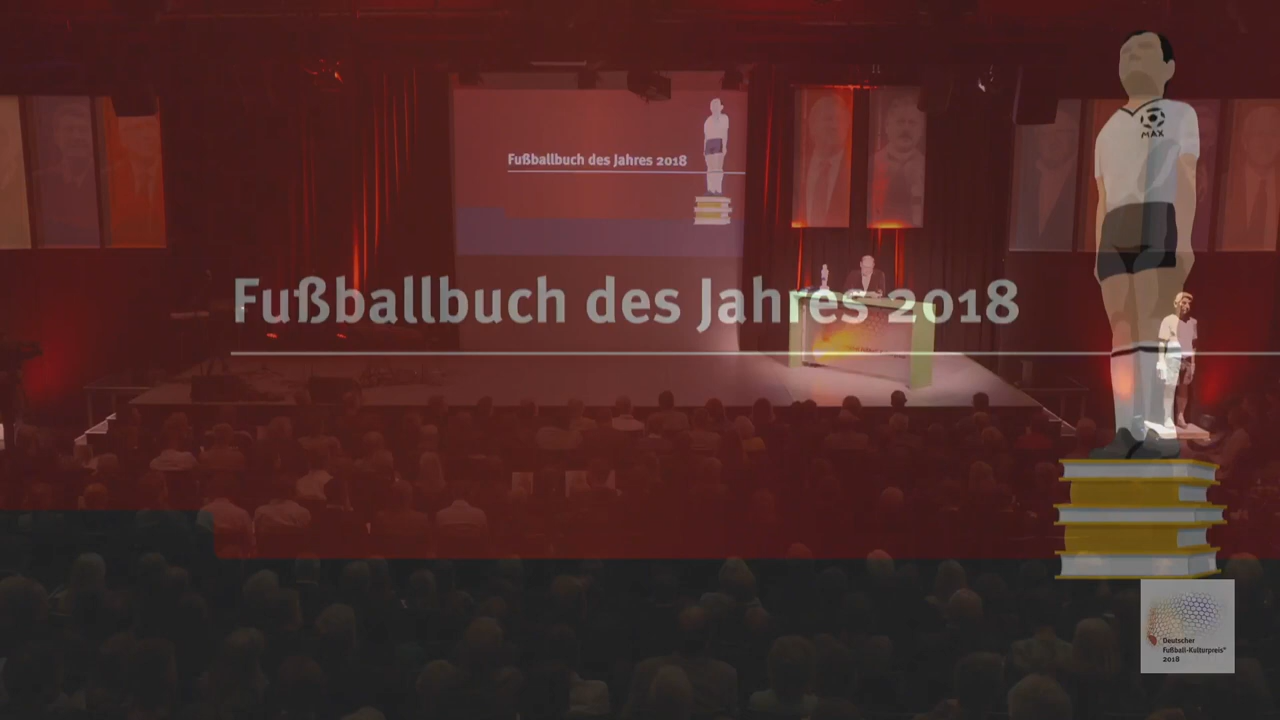 MAX
Fußballbuch des Jahres 2018
Fußballbuch des Jahres 2018
Deutscher
Fußball-Kulturpreis®
2018